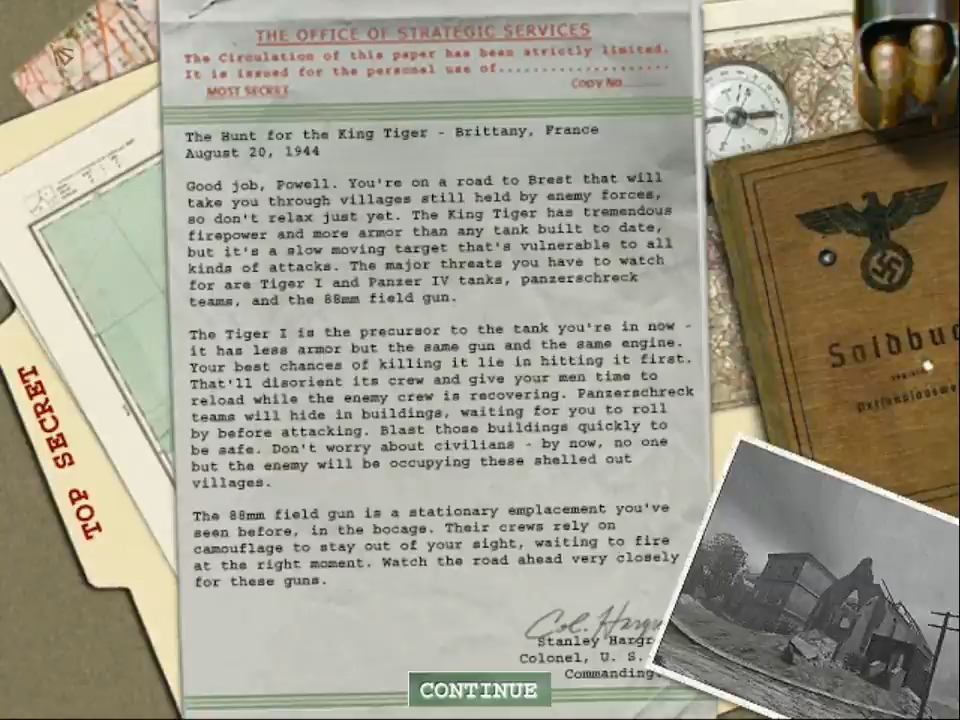 THE OFFICE OF STRATEGIC SERVICES
The Circulation of this paper has been strictly limited.
It is issued for the personal use of....................
MOST SECRET
Copy No
The Hunt for the King Tiger - Brittany, France
August 20, 1944
Good job, Powell. You're on a road to Brest that will
take you through villages still held by enemy forces,
so don't relax just yet. The King Tiger has tremendous
firepower and more armor than any tank built to date,
but it's a slow moving target that's vulnerable to all
kinds of attacks. The major threats you have to watch
for are Tiger I and Panzer IV tanks, panzerschreck
teams, and the 88mm field gun.
The Tiger I is the precursor to the tank you're in now -
it has less armor but the same gun and the same engine.
Your best chances of killing it lie in hitting it first.
That'll disorient its crew and give your men time to
reload while the enemy crew is recovering. Panzerschreck
teams will hide in buildings, waiting for you to roll
by before attacking. Blast those buildings quickly to
be safe. Don't worry about civilians - by now, no one
but the enemy will be occupying these shelled out
villages.
The 88mm field gun is a stationary emplacement you've
seen before, in the bocage. Their crews rely on
camouflage to stay out of your sight, waiting to fire
at the right moment. Watch the road ahead very closely
for these guns.
Col. Hargr
Stanley Hargr
Colonel, U. S.
Commanding.
CONTINUE
TOP SECRET
Soldbuc